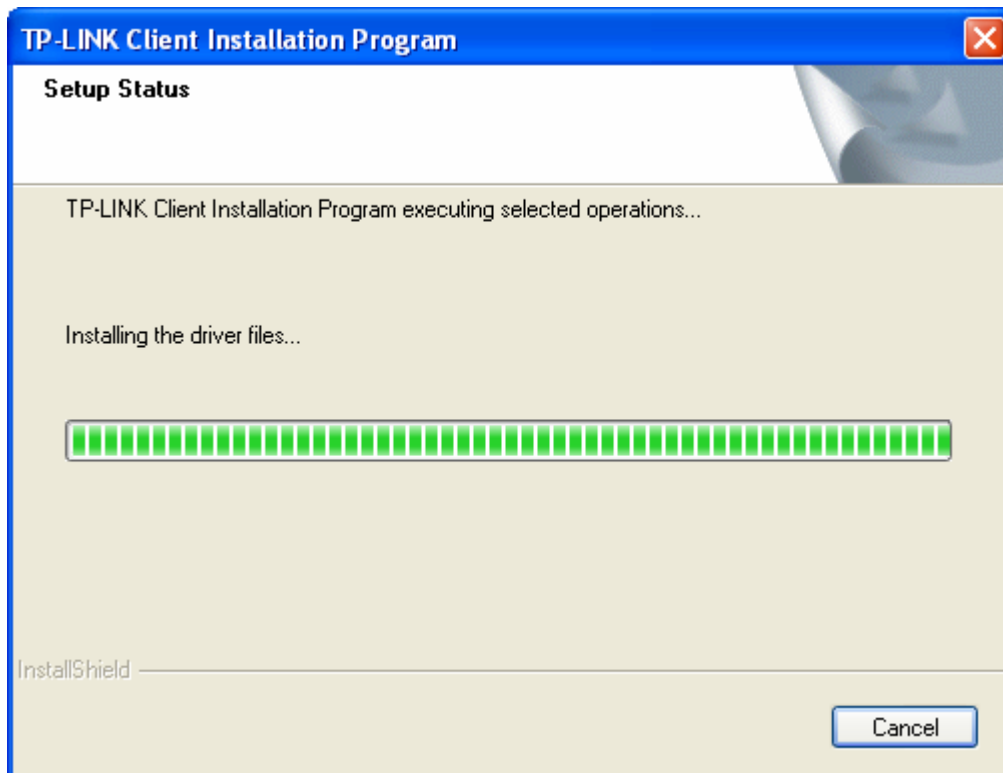 TP-LINK Client Installation Program
Setup Status
TP-LINK Client Installation Program executing selected operations...
Installing the driver files...
InstallShield
Cancel